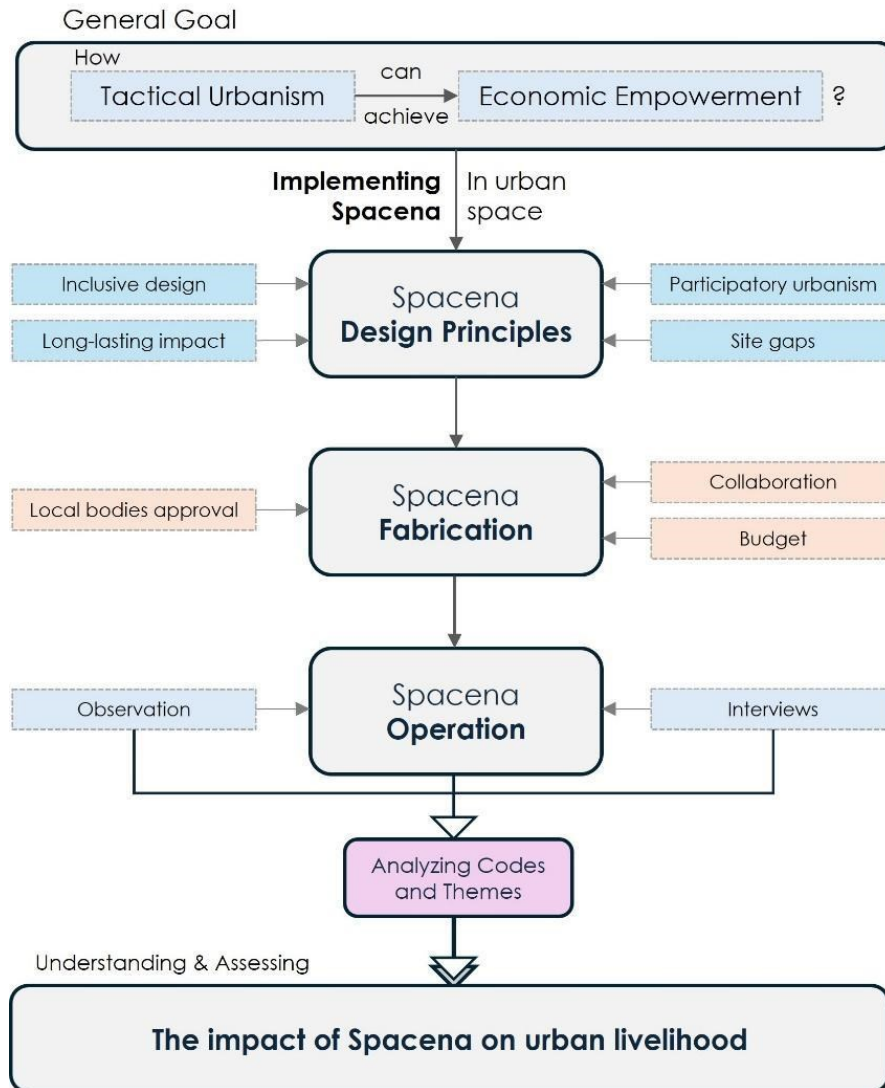 General Goal
How
Tactical Urbanism
can
achieve
Economic Empowerment
?
Implementing
Spacena
In urban
space
Inclusive design
Long-lasting impact
Spacena
Design Principles
Participatory urbanism
Site gaps
Local bodies approval
Spacena
Fabrication
Collaboration
Budget
Observation
Spacena
Operation
Interviews
Analyzing Codes
and Themes
Understanding & Assessing
The impact of Spacena on urban livelihood